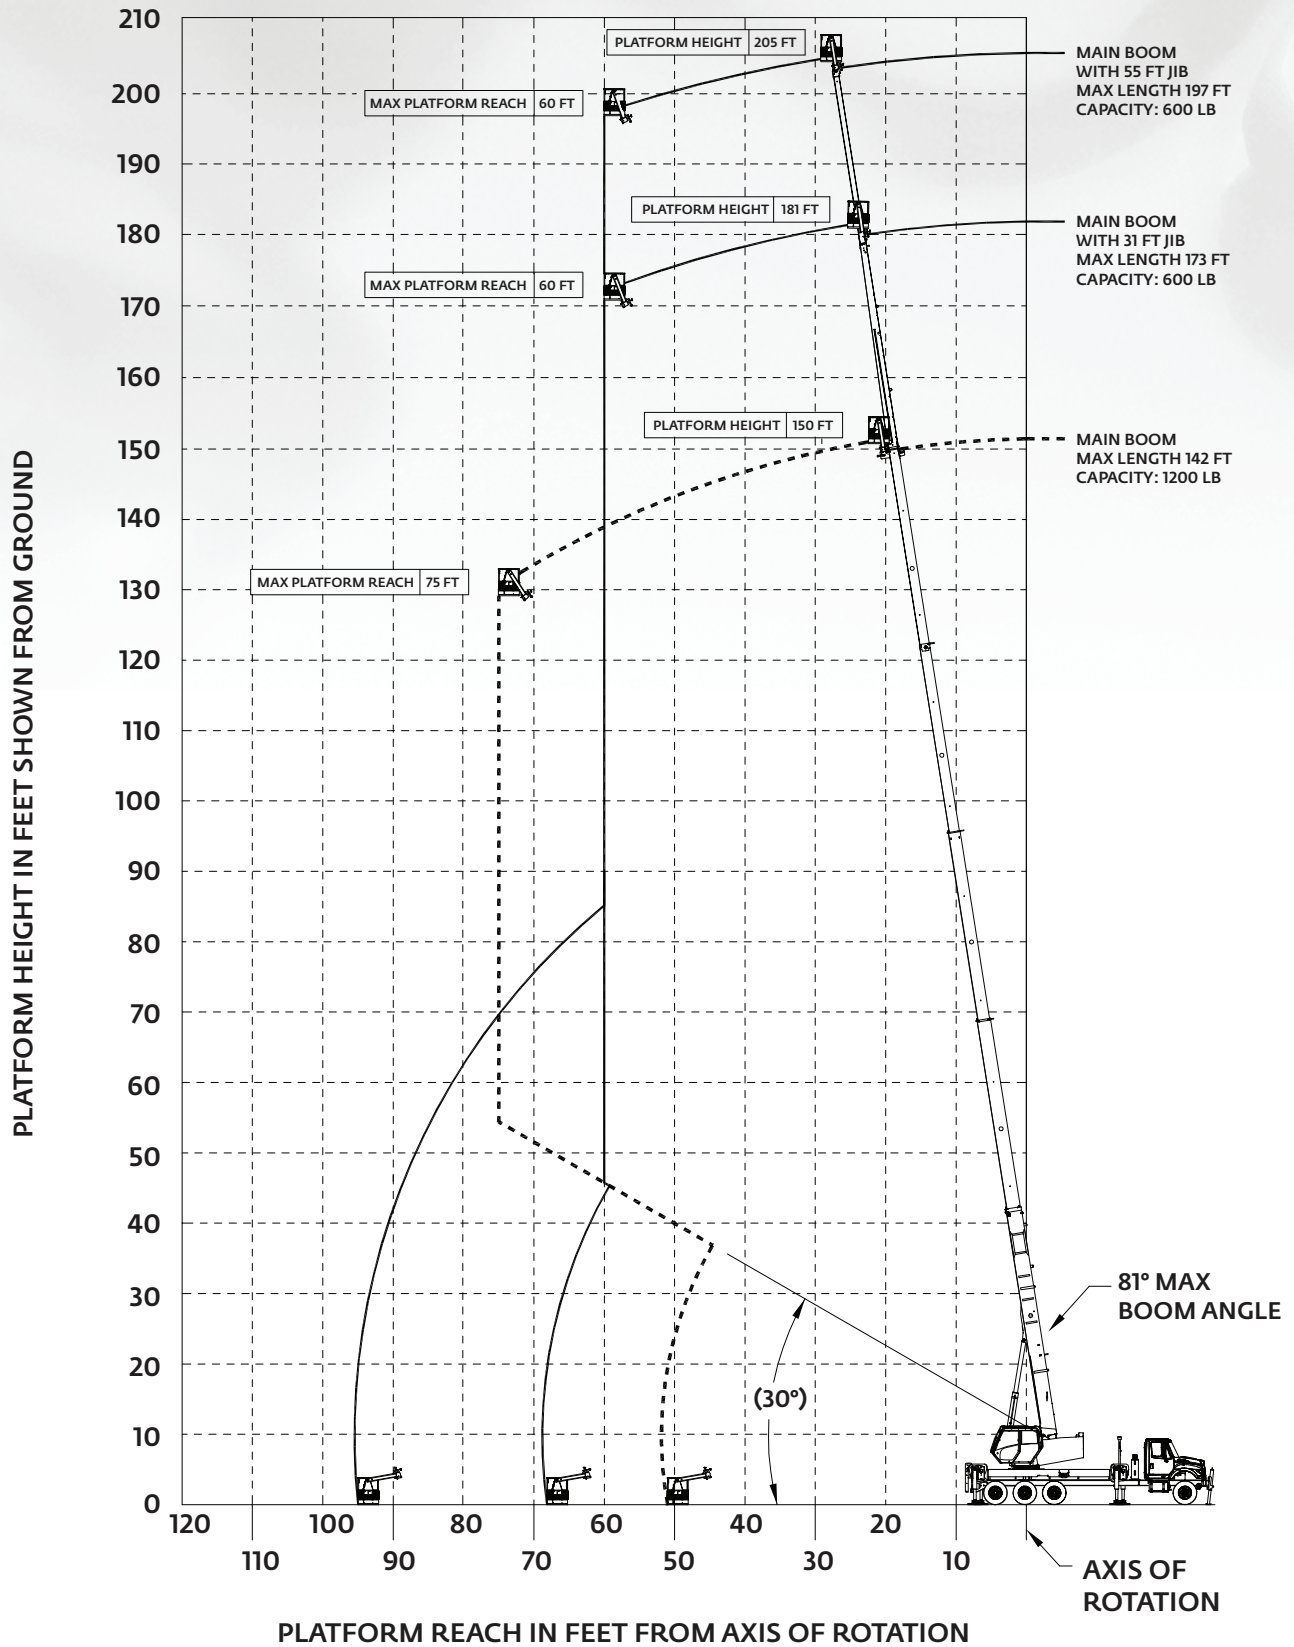 210
200
190
180
170
160
150
140
130
120
110
100
90
80
70
60
50
40
30
20
10
0
PLATFORM HEIGHT IN FEET SHOWN FROM GROUND
PLATFORM HEIGHT 205 FT
MAX PLATFORM REACH 60 FT
PLATFORM HEIGHT 181 FT
MAX PLATFORM REACH 60 FT
PLATFORM HEIGHT 150 FT
MAX PLATFORM REACH 75 FT
MAIN BOOM
WITH 55 FT JIB
MAX LENGTH 197 FT
CAPACITY: 600 LB
MAIN BOOM
WITH 31 FT JIB
MAX LENGTH 173 FT
CAPACITY: 600 LB
MAIN BOOM
MAX LENGTH 142 FT
CAPACITY: 1200 LB
81° MAX
BOOM ANGLE
(30°)
120 100 80 60 40 20
110 90 70 50 30 10
AXIS OF
ROTATION
PLATFORM REACH IN FEET FROM AXIS OF ROTATION